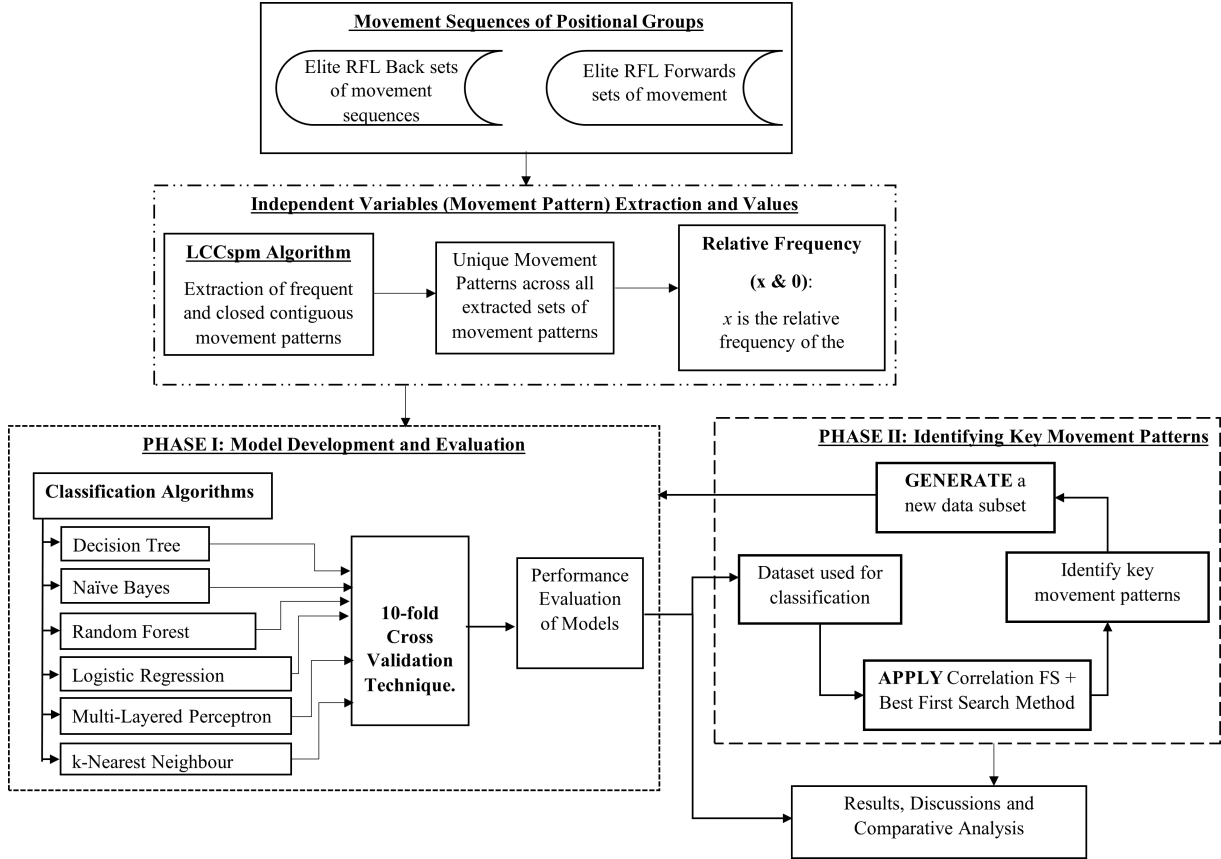 Movement Sequences of Positional Groups
Elite RFL Back sets
of movement
sequences
Elite RFL Forwards
sets of movement
Independent Variables (Movement Pattern) Extraction and Values
LCCspm Algorithm
Extraction of frequent
and closed contiguous
movement patterns
Unique Movement
Patterns across all
extracted sets of
movement patterns
Relative Frequency
(x & 0):
x is the relative
frequency of the
PHASE I: Model Development and Evaluation
Classification Algorithms
Decision Tree
Naïve Bayes
Random Forest
Logistic Regression
Multi-Layered Perceptron
k-Nearest Neighbour
10-fold
Cross
Validation
Technique.
Performance
Evaluation
of Models
PHASE II: Identifying Key Movement Patterns
GENERATE a
new data subset
Dataset used for
classification
Identify key
movement patterns
APPLY Correlation FS +
Best First Search Method
Results, Discussions and
Comparative Analysis